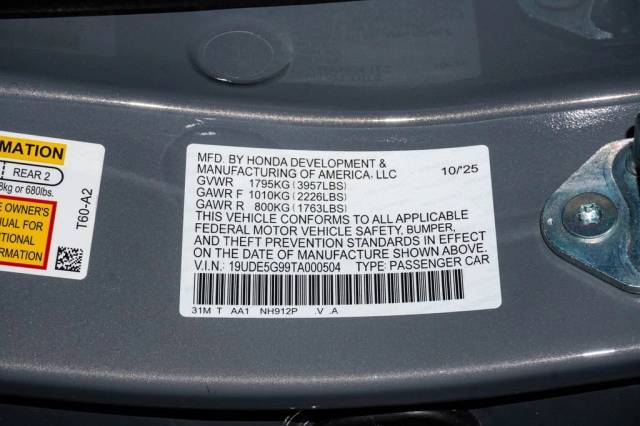 MATION
REAR 2
8kg or 680lbs.
E OWNER'S
NUAL FOR
TIONAL
MATION
T60-A2
MFD. BY HONDA DEVELOPMENT &
MANUFACTURING OF AMERICA, LLC 10/'25
GVWR 1795KG (3957LBS)
GAWR F 1010KG (2226LBS)
GAWR R 800KG (1763LBS)
THIS VEHICLE CONFORMS TO ALL APPLICABLE
FEDERAL MOTOR VEHICLE SAFETY, BUMPER,
AND THEFT PREVENTION STANDARDS IN EFFECT
ON THE DATE OF MANUFACTURE SHOWN ABOVE.
V.I.N.: 19UDE5G99TA000504 TYPE: PASSENGER CAR
31M T AA1 NH912P .V .A